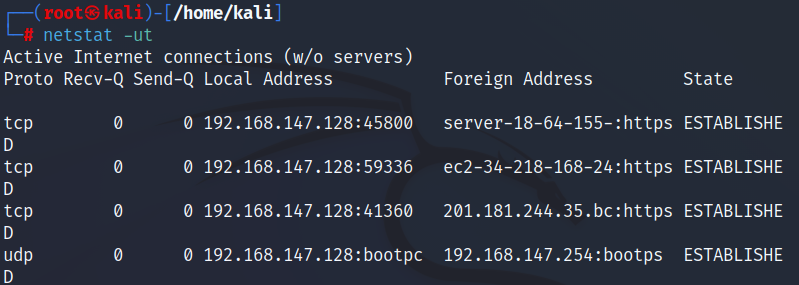 ┌──(root㉿kali)-[/home/kali]
└─# netstat -ut
Active Internet connections (w/o servers)
Proto Recv-Q Send-Q Local Address           Foreign Address         State
tcp        0      0 192.168.147.128:45800   server-18-64-155-:https ESTABLISHE
D
tcp        0      0 192.168.147.128:59336   ec2-34-218-168-24:https ESTABLISHE
D
tcp        0      0 192.168.147.128:41360   201.181.244.35.bc:https ESTABLISHE
D
udp        0      0 192.168.147.128:bootpc  192.168.147.254:bootps  ESTABLISHE
D